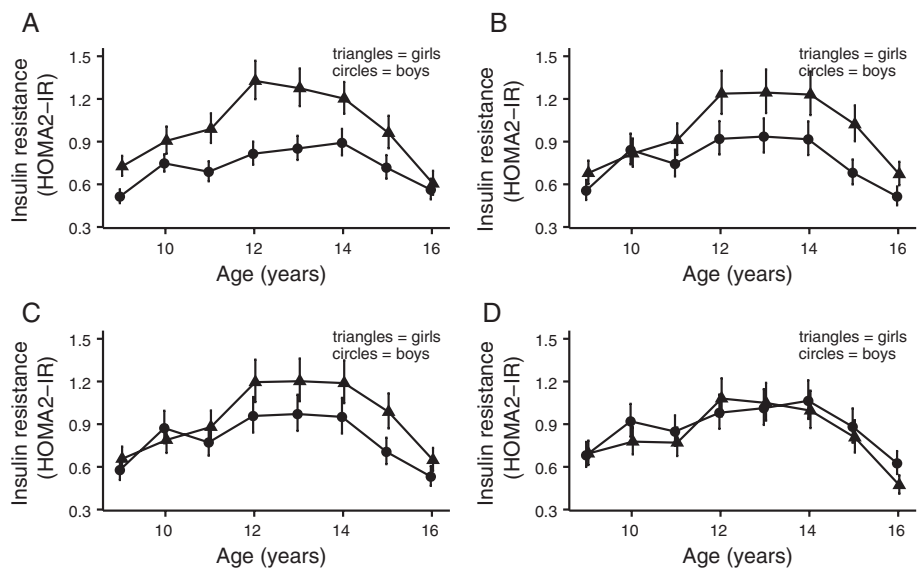 A
triangles = girls
circles = boys
Insulin resistance
(HOMA2−IR)
1.5
1.2
0.9
0.6
0.3
10
12
14
16
Age (years)
B
triangles = girls
circles = boys
Insulin resistance
(HOMA2−IR)
1.5
1.2
0.9
0.6
0.3
10
12
14
16
Age (years)
C
triangles = girls
circles = boys
Insulin resistance
(HOMA2−IR)
1.5
1.2
0.9
0.6
0.3
10
12
14
16
Age (years)
D
triangles = girls
circles = boys
Insulin resistance
(HOMA2−IR)
1.5
1.2
0.9
0.6
0.3
10
12
14
16
Age (years)